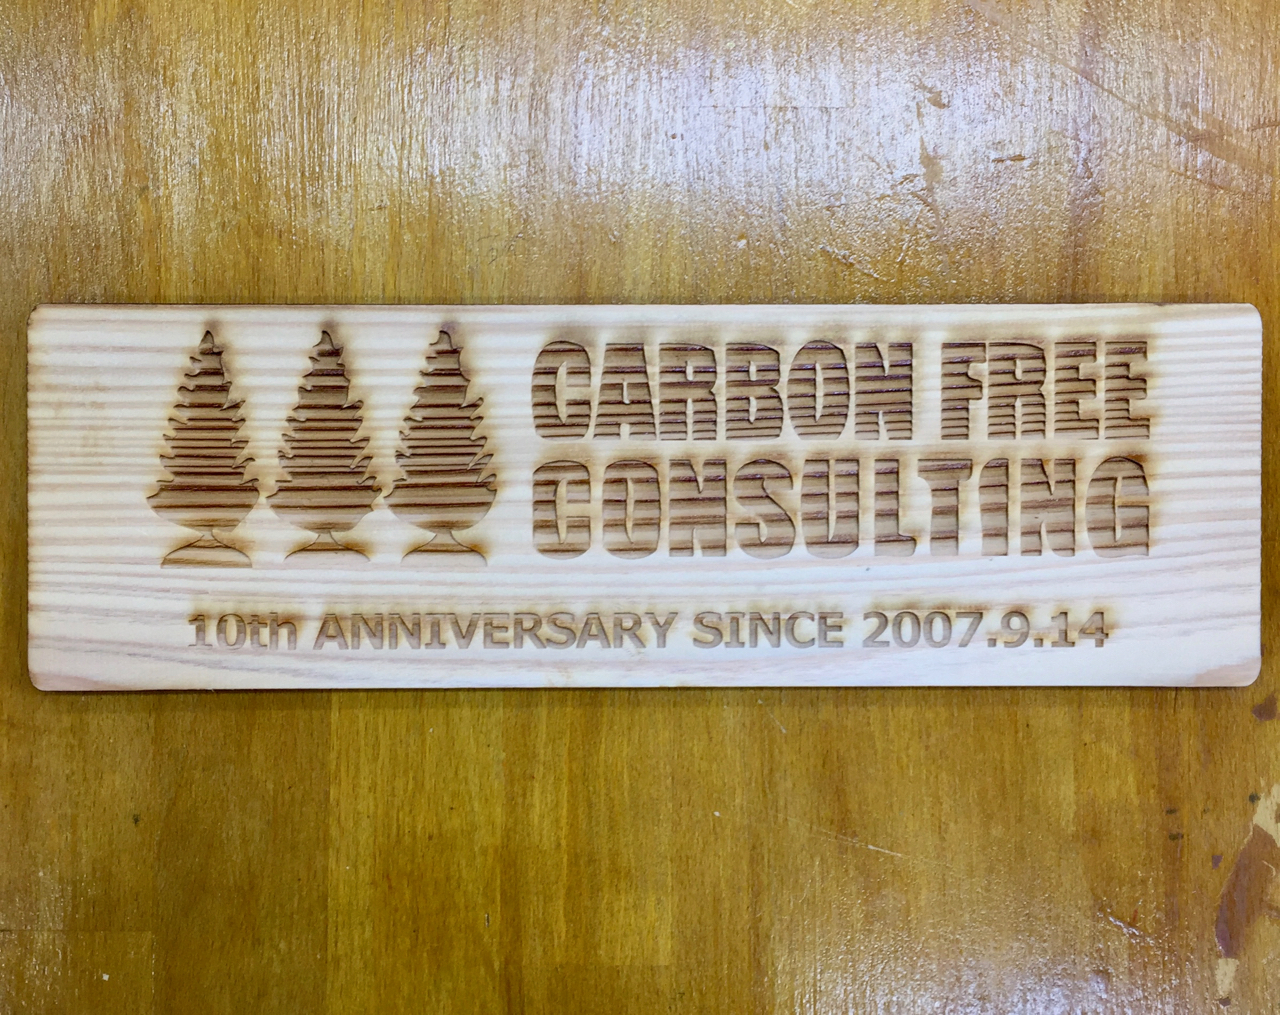 CARBON FREE
CONSULTING
10th ANNIVERSARY SINCE 2007.9.14